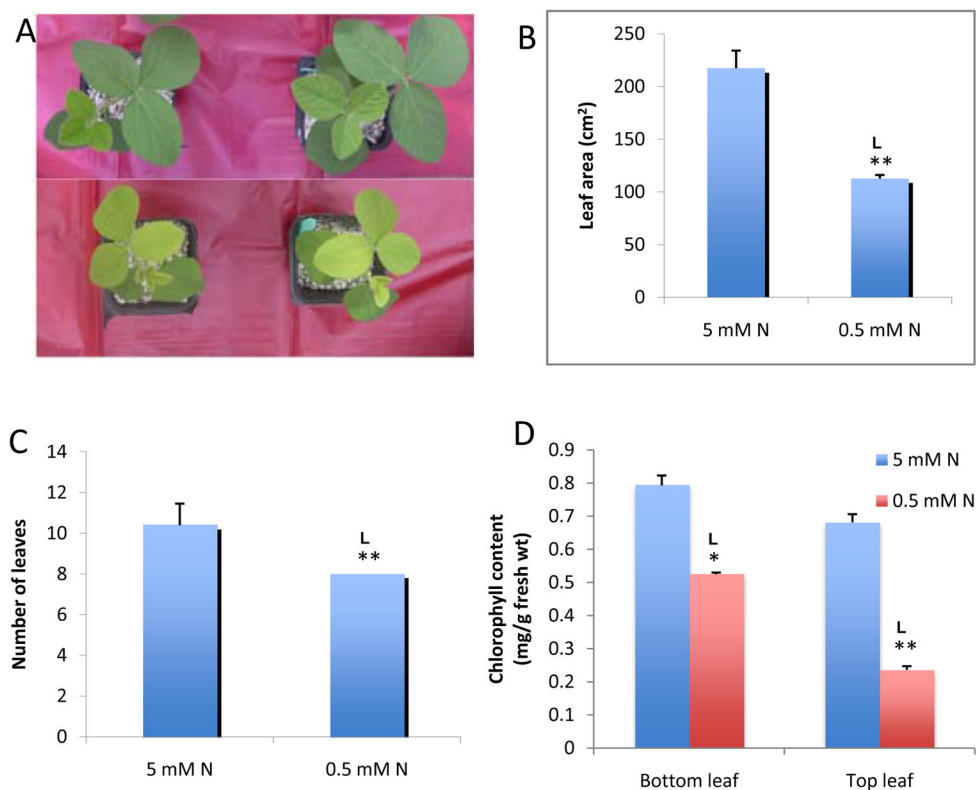 A
B
Leaf area (cm²)
250
200
150
100
50
0
L
**
5 mM N
0.5 mM N
C
Number of leaves
14
12
10
8
6
4
2
0
L
**
5 mM N
0.5 mM N
D
Chlorophyll content
(mg/g fresh wt)
0.9
0.8
0.7
0.6
0.5
0.4
0.3
0.2
0.1
0
5 mM N
0.5 mM N
L
*
L
**
Bottom leaf
Top leaf